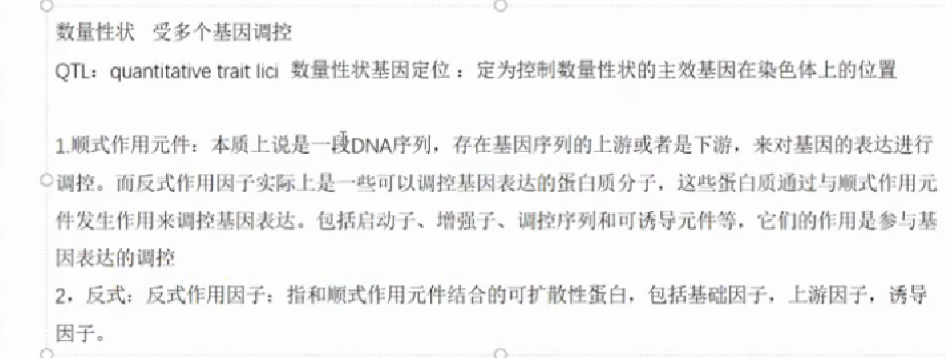 数量性状 受多个基因调控
QTL：quantitative trait lici 数量性状基因定位：定为控制数量性状的主效基因在染色体上的位置
1.顺式作用元件：本质上说是一段DNA序列，存在基因序列的上游或者是下游，来对基因的表达进行
调控。而反式作用因子实际上是一些可以调控基因表达的蛋白质分子，这些蛋白质通过与顺式作用元
件发生作用来调控基因表达。包括启动子、增强子、调控序列和可诱导元件等，它们的作用是参与基
因表达的调控
2，反式：反式作用因子：指和顺式作用元件结合的可扩散性蛋白，包括基础因子，上游因子，诱导
因子。